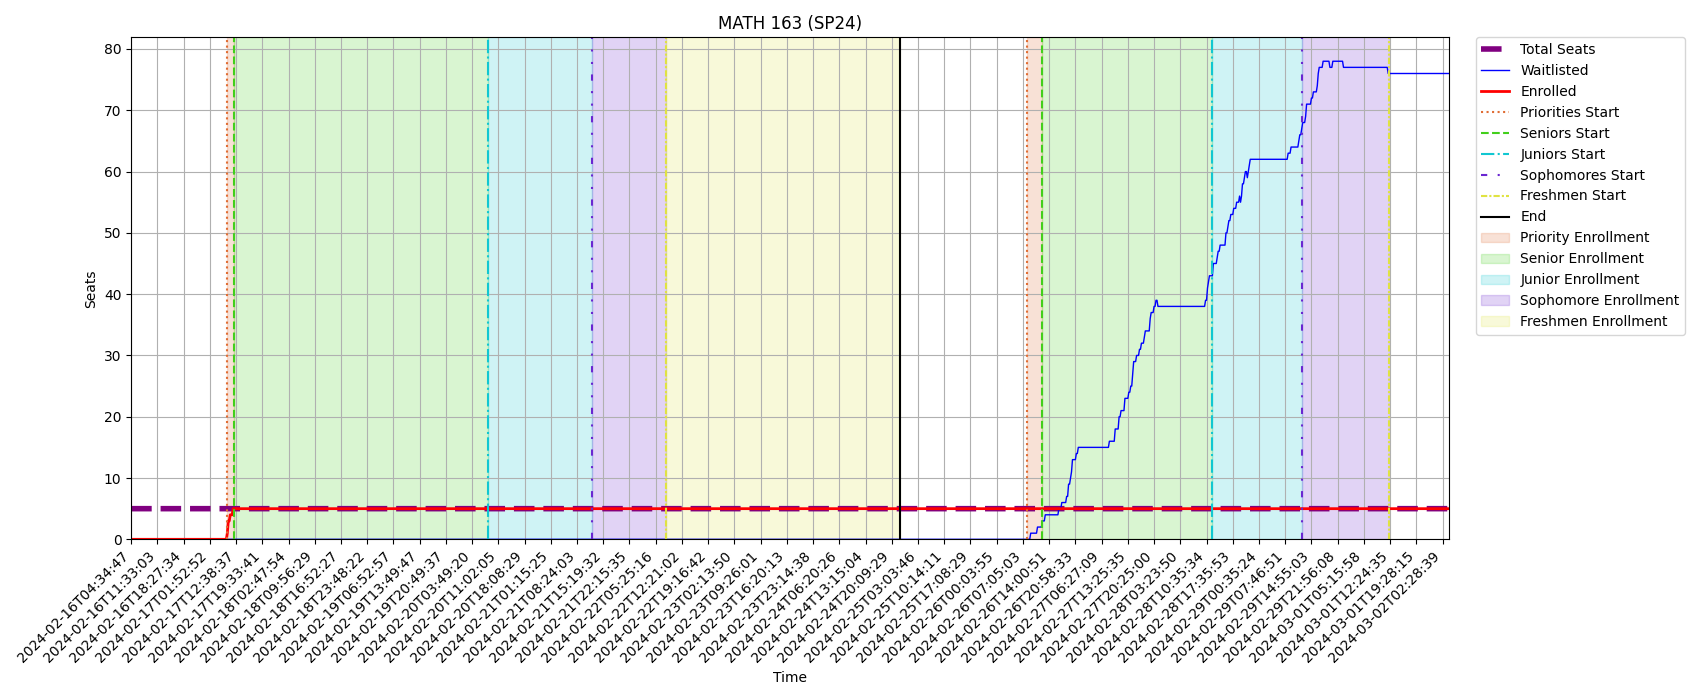 MATH 163 (SP24)
80
70
60
50
40
30
20
10
0
Seats
2024-02-16T04:34:47
2024-02-16T11:33:03
2024-02-16T18:27:34
2024-02-17T01:52:52
2024-02-17T12:38:37
2024-02-17T19:33:41
2024-02-18T02:47:54
2024-02-18T09:56:29
2024-02-18T16:52:27
2024-02-18T23:48:22
2024-02-19T06:52:57
2024-02-19T13:49:47
2024-02-19T20:49:37
2024-02-20T03:49:20
2024-02-20T11:02:05
2024-02-20T18:08:29
2024-02-21T01:15:25
2024-02-21T08:24:03
2024-02-21T15:19:32
2024-02-21T22:15:35
2024-02-22T05:25:16
2024-02-22T12:21:02
2024-02-22T19:16:42
2024-02-23T02:13:50
2024-02-23T09:26:01
2024-02-23T16:20:13
2024-02-23T23:14:38
2024-02-24T06:20:26
2024-02-24T13:15:04
2024-02-24T20:09:29
2024-02-25T03:03:46
2024-02-25T10:14:11
2024-02-25T17:08:29
2024-02-26T00:03:55
2024-02-26T07:05:03
2024-02-26T14:00:51
2024-02-26T20:58:33
2024-02-27T06:27:09
2024-02-27T13:25:35
2024-02-27T20:25:00
2024-02-28T03:23:50
2024-02-28T10:35:34
2024-02-28T17:35:53
2024-02-29T00:35:24
2024-02-29T07:46:51
2024-02-29T14:55:03
2024-02-29T21:56:08
2024-03-01T05:15:58
2024-03-01T12:24:35
2024-03-01T19:28:15
2024-03-02T02:28:39
Time
Total Seats
Waitlisted
Enrolled
Priorities Start
Seniors Start
Juniors Start
Sophomores Start
Freshmen Start
End
Priority Enrollment
Senior Enrollment
Junior Enrollment
Sophomore Enrollment
Freshmen Enrollment